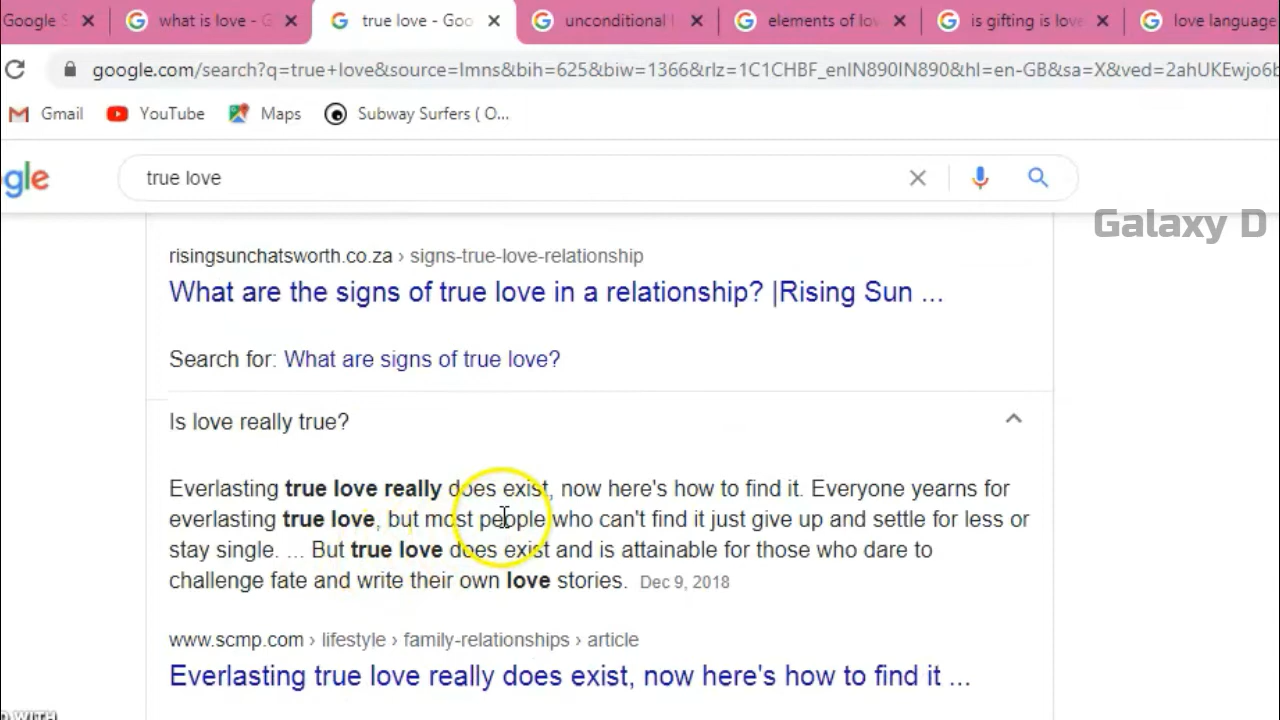 Google S
what is love - G
true love - Goo
unconditional l
elements of lov
is gifting is love
love language
google.com/search?q=true+love&source=lmns&bih=625&biw=1366&rlz=1C1CHBF_enIN890IN890&hl=en-GB&sa=X&ved=2ahUKEwjo6b
Gmail
YouTube
Maps
Subway Surfers ( O...
gle
true love
Galaxy D
risingsunchatsworth.co.za › signs-true-love-relationship
What are the signs of true love in a relationship? |Rising Sun ...
Search for: What are signs of true love?
Is love really true?
Everlasting true love really does exist, now here's how to find it. Everyone yearns for
everlasting true love, but most people who can't find it just give up and settle for less or
stay single. ... But true love does exist and is attainable for those who dare to
challenge fate and write their own love stories. Dec 9, 2018
www.scmp.com › lifestyle › family-relationships › article
Everlasting true love really does exist, now here's how to find it ...
D WITH